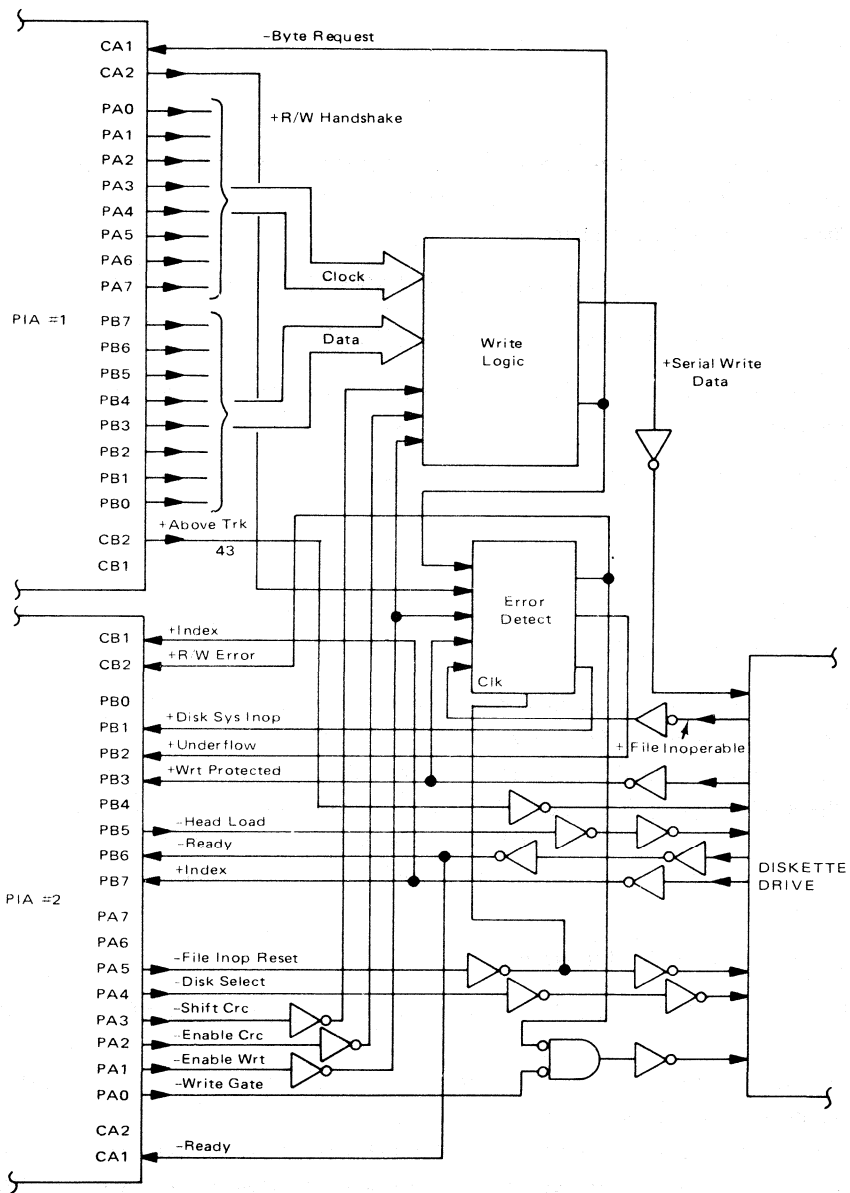 CA1
–Byte Request
CA2
PA0
+R/W Handshake
PA1
PA2
PA3
PA4
PA5
PA6
Clock
PA7
PIA =1
PB7
PB6
Data
Write
Logic
PB5
+Serial Write
Data
PB4
PB3
PB2
PB1
PB0
+Above Trk
43
CB2
CB1
Error
Detect
Clk
CB1
+Index
CB2
+R/W Error
PB0
PB1
+Disk Sys Inop
PB2
+Underflow
+ File Inoperable
PB3
+Wrt Protected
PB4
PB5
–Head Load
PB6
–Ready
DISKETTE
DRIVE
PB7
+Index
PIA =2
PA7
PA6
PA5
–File Inop Reset
PA4
–Disk Select
PA3
–Shift Crc
PA2
–Enable Crc
PA1
–Enable Wrt
PA0
–Write Gate
CA2
CA1
–Ready